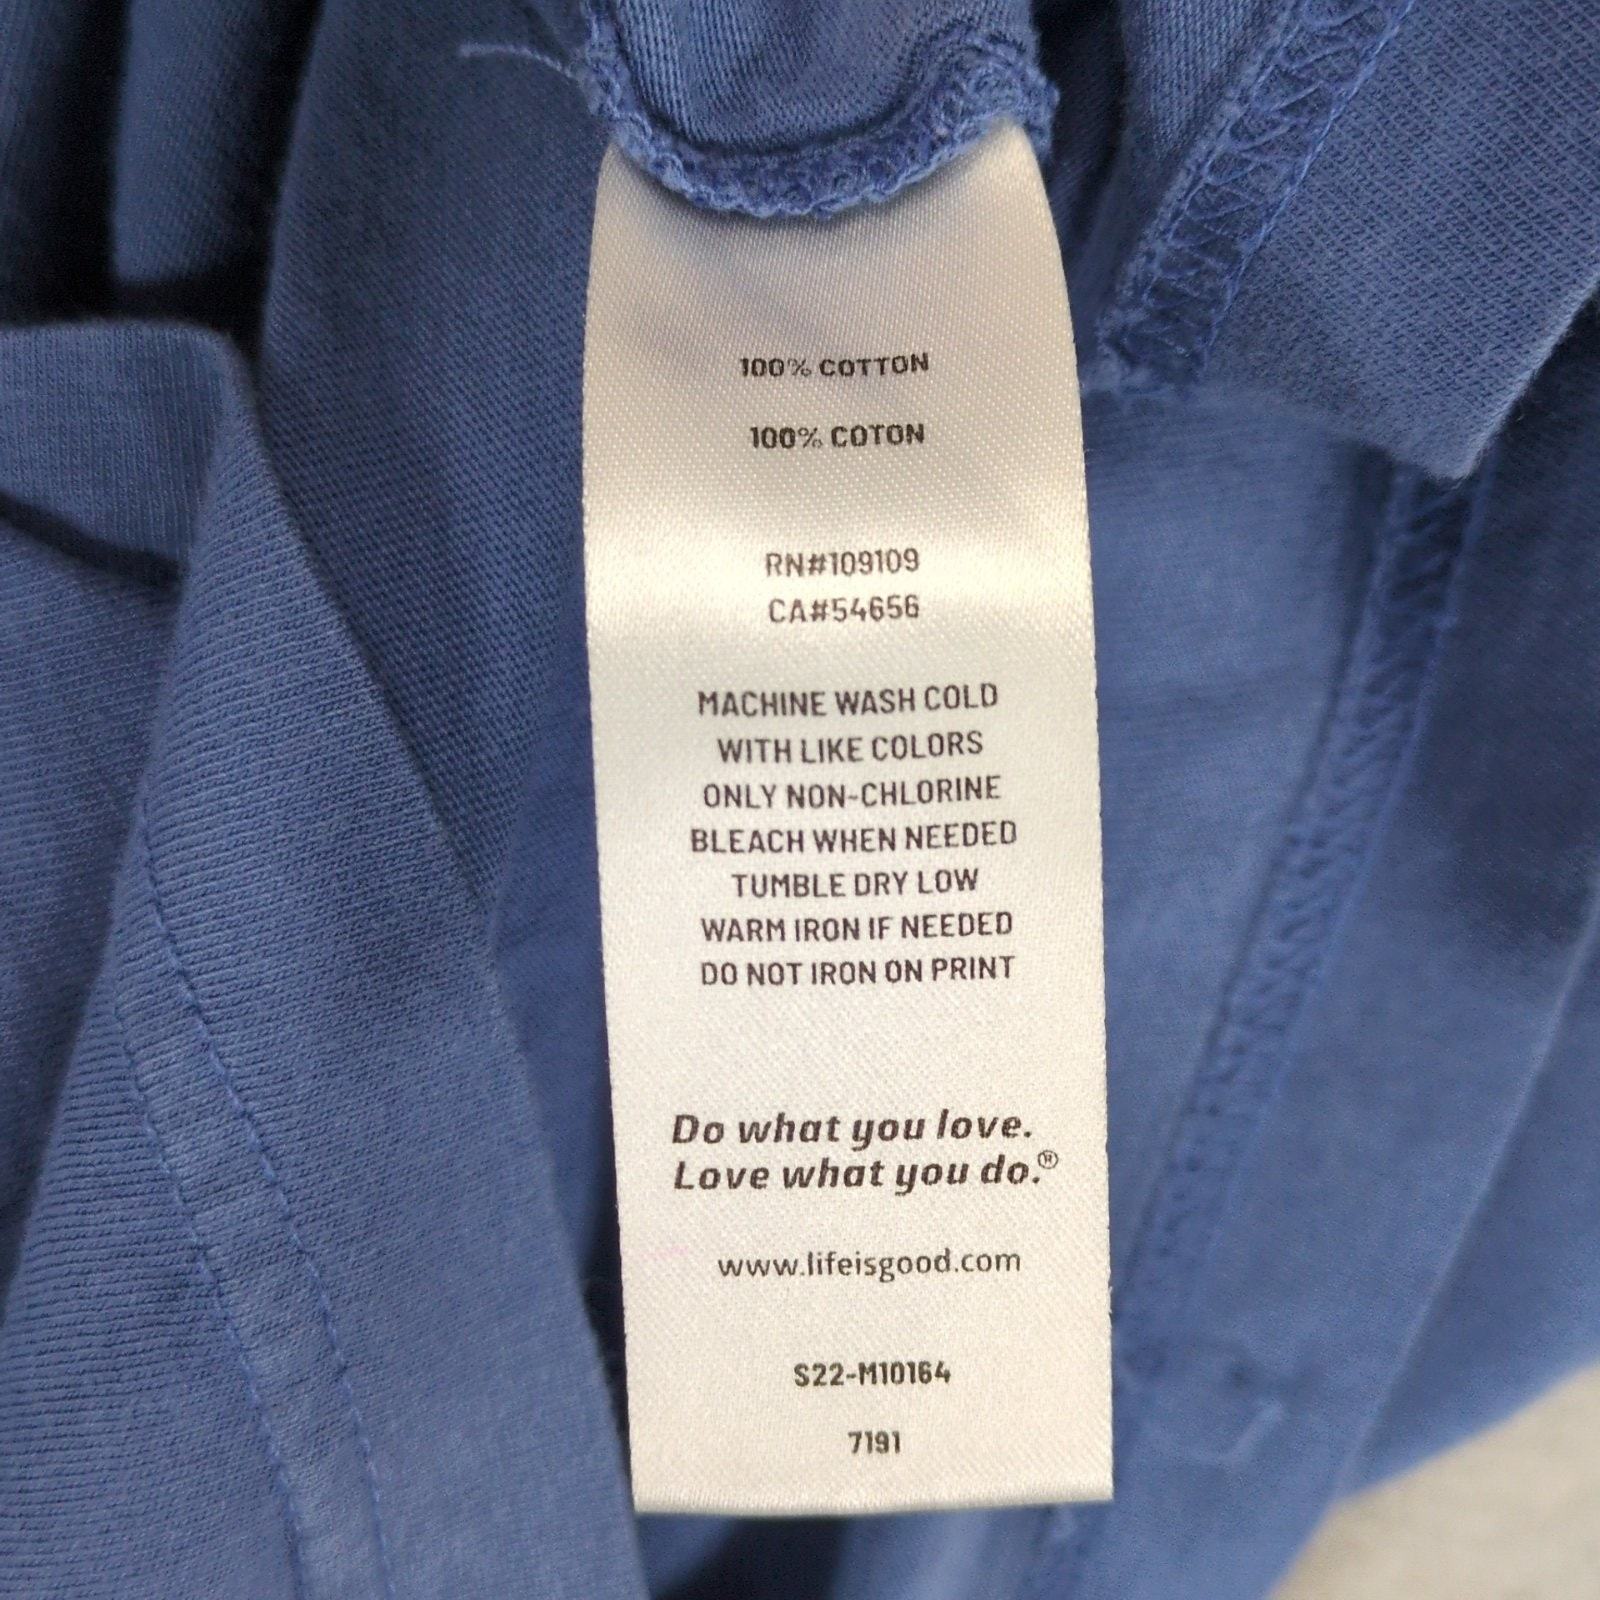 100% COTTON
100% COTON
RN#109109
CA#54656
MACHINE WASH COLD
WITH LIKE COLORS
ONLY NON-CHLORINE
BLEACH WHEN NEEDED
TUMBLE DRY LOW
WARM IRON IF NEEDED
DO NOT IRON ON PRINT
Do what you love.
Love what you do.®
www.lifeisgood.com
S22-M10164
7191